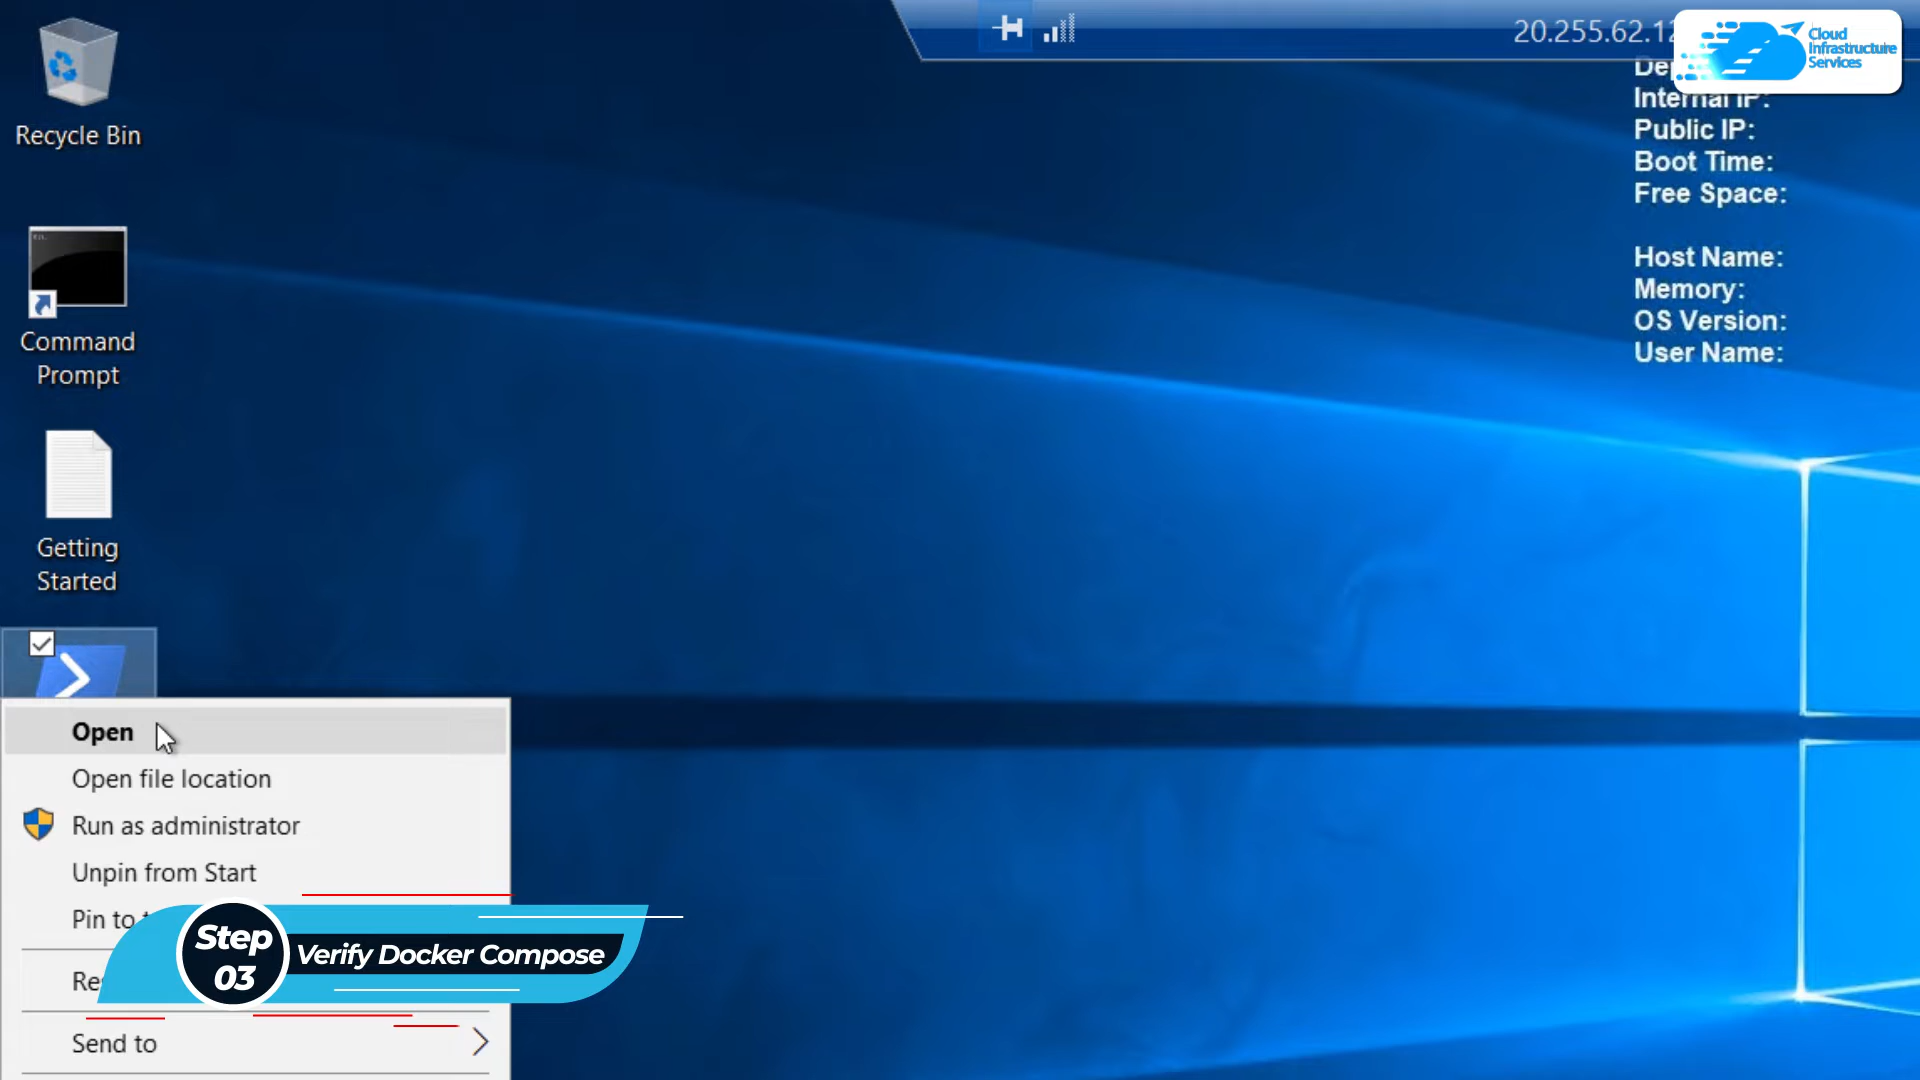 20.255.62.12
Cloud
Infrastructure
Services
Recycle Bin
Internal IP:
Public IP:
Boot Time:
Free Space:
Host Name:
Memory:
OS Version:
User Name:
Command
Prompt
Getting
Started
Open
Open file location
Run as administrator
Unpin from Start
Pin to
Step
03
Verify Docker Compose
Send to